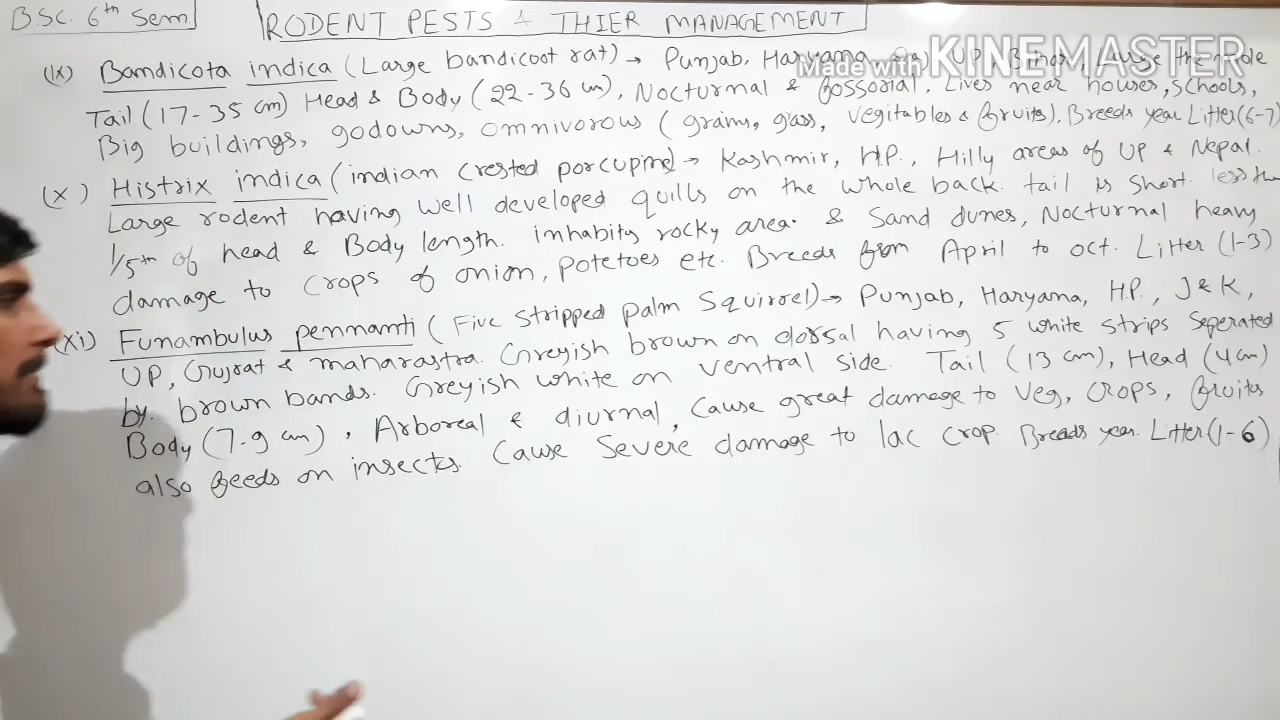 B.SC. 6th Sem
RODENT PESTS & THIER MANAGEMENT
Made with KINEMASTER
(ix) Bandicota indica (Large bandicoot rat) → Punjab, Haryana, UP, Bihar, the
Tail (17-35 cm) Head & Body (22-36 cm), Nocturnal & fossorial, Lives near houses, schools,
Big buildings, godowns, omnivorous (grains, grass, vegitables & fruits). Breeds year Litter (6-7)
(x) Histrix indica (indian crested porcupine) → Kashmir, H.P., Hilly areas of UP & Nepal.
Large rodent having well developed quills on the whole back. tail is short. less than
1/5th of head & Body length. inhabits rocky area. & Sand dunes, Nocturnal heavy
damage to crops of onion, potetoes etc. Breeds from April to oct. Litter (1-3)
(xi) Funambulus pennanti (Five stripped palm Squirrel) → Punjab, Haryana, H.P., J & K,
UP, Gujrat & maharastra. Greyish brown on dorsal having 5 white strips seperated
by. brown bands. Greyish white on ventral side. Tail (13 cm), Head (4 cm)
Body (7-9 cm), Arboreal & diurnal, Cause great damage to veg, crops, fruits
also feeds on insects. Cause severe damage to lac crop. Breeds year. Litter (1-6)